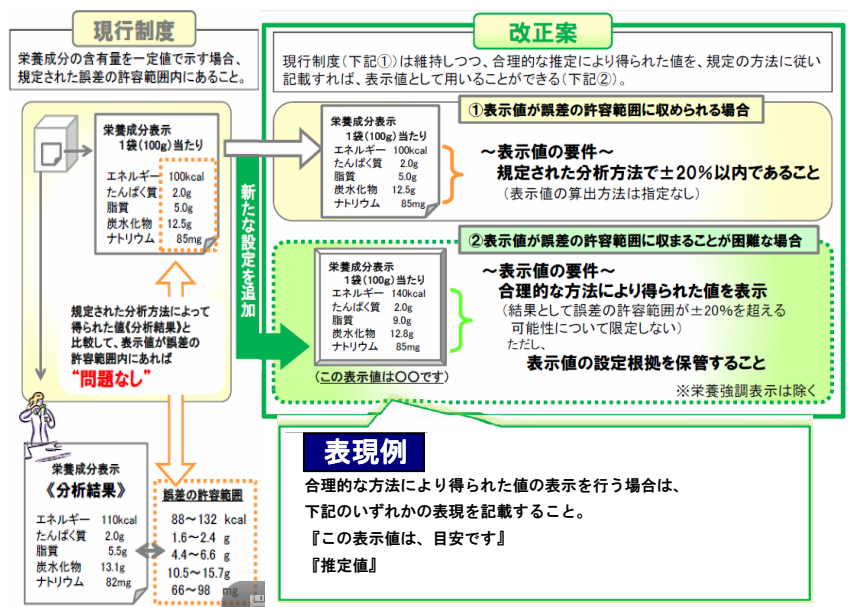 現行制度
栄養成分の含有量を一定値で示す場合、
規定された誤差の許容範囲内にあること。
栄養成分表示
1袋(100g)当たり
エネルギー 100kcal
たんぱく質 2.0g
脂質 5.0g
炭水化物 12.5g
ナトリウム 85mg
規定された分析方法によって
得られた値《分析結果》と
比較して、表示値が誤差の
許容範囲内にあれば
“問題なし”
栄養成分表示
《分析結果》
エネルギー 110kcal
たんぱく質 2.0g
脂質 5.5g
炭水化物 13.1g
ナトリウム 82mg
誤差の許容範囲
88～132 kcal
1.6～2.4 g
4.4～6.6 g
10.5～15.7g
66～98 mg
新たな設定を追加
改正案
現行制度(下記①)は維持しつつ、合理的な推定により得られた値を、規定の方法に従い
記載すれば、表示値として用いることができる(下記②)。
①表示値が誤差の許容範囲に収められる場合
栄養成分表示
1袋(100g)当たり
エネルギー 100kcal
たんぱく質 2.0g
脂質 5.0g
炭水化物 12.5g
ナトリウム 85mg
～表示値の要件～
規定された分析方法で±20%以内であること
(表示値の算出方法は指定なし)
②表示値が誤差の許容範囲に収まることが困難な場合
栄養成分表示
1袋(100g)当たり
エネルギー 140kcal
たんぱく質 2.0g
脂質 9.0g
炭水化物 12.8g
ナトリウム 85mg
(この表示値は〇〇です)
～表示値の要件～
合理的な方法により得られた値を表示
(結果として誤差の許容範囲が±20%を超える
可能性について限定しない)
ただし、
表示値の設定根拠を保管すること
※栄養強調表示は除く
表現例
合理的な方法により得られた値の表示を行う場合は、
下記のいずれかの表現を記載すること。
『この表示値は、目安です』
『推定値』